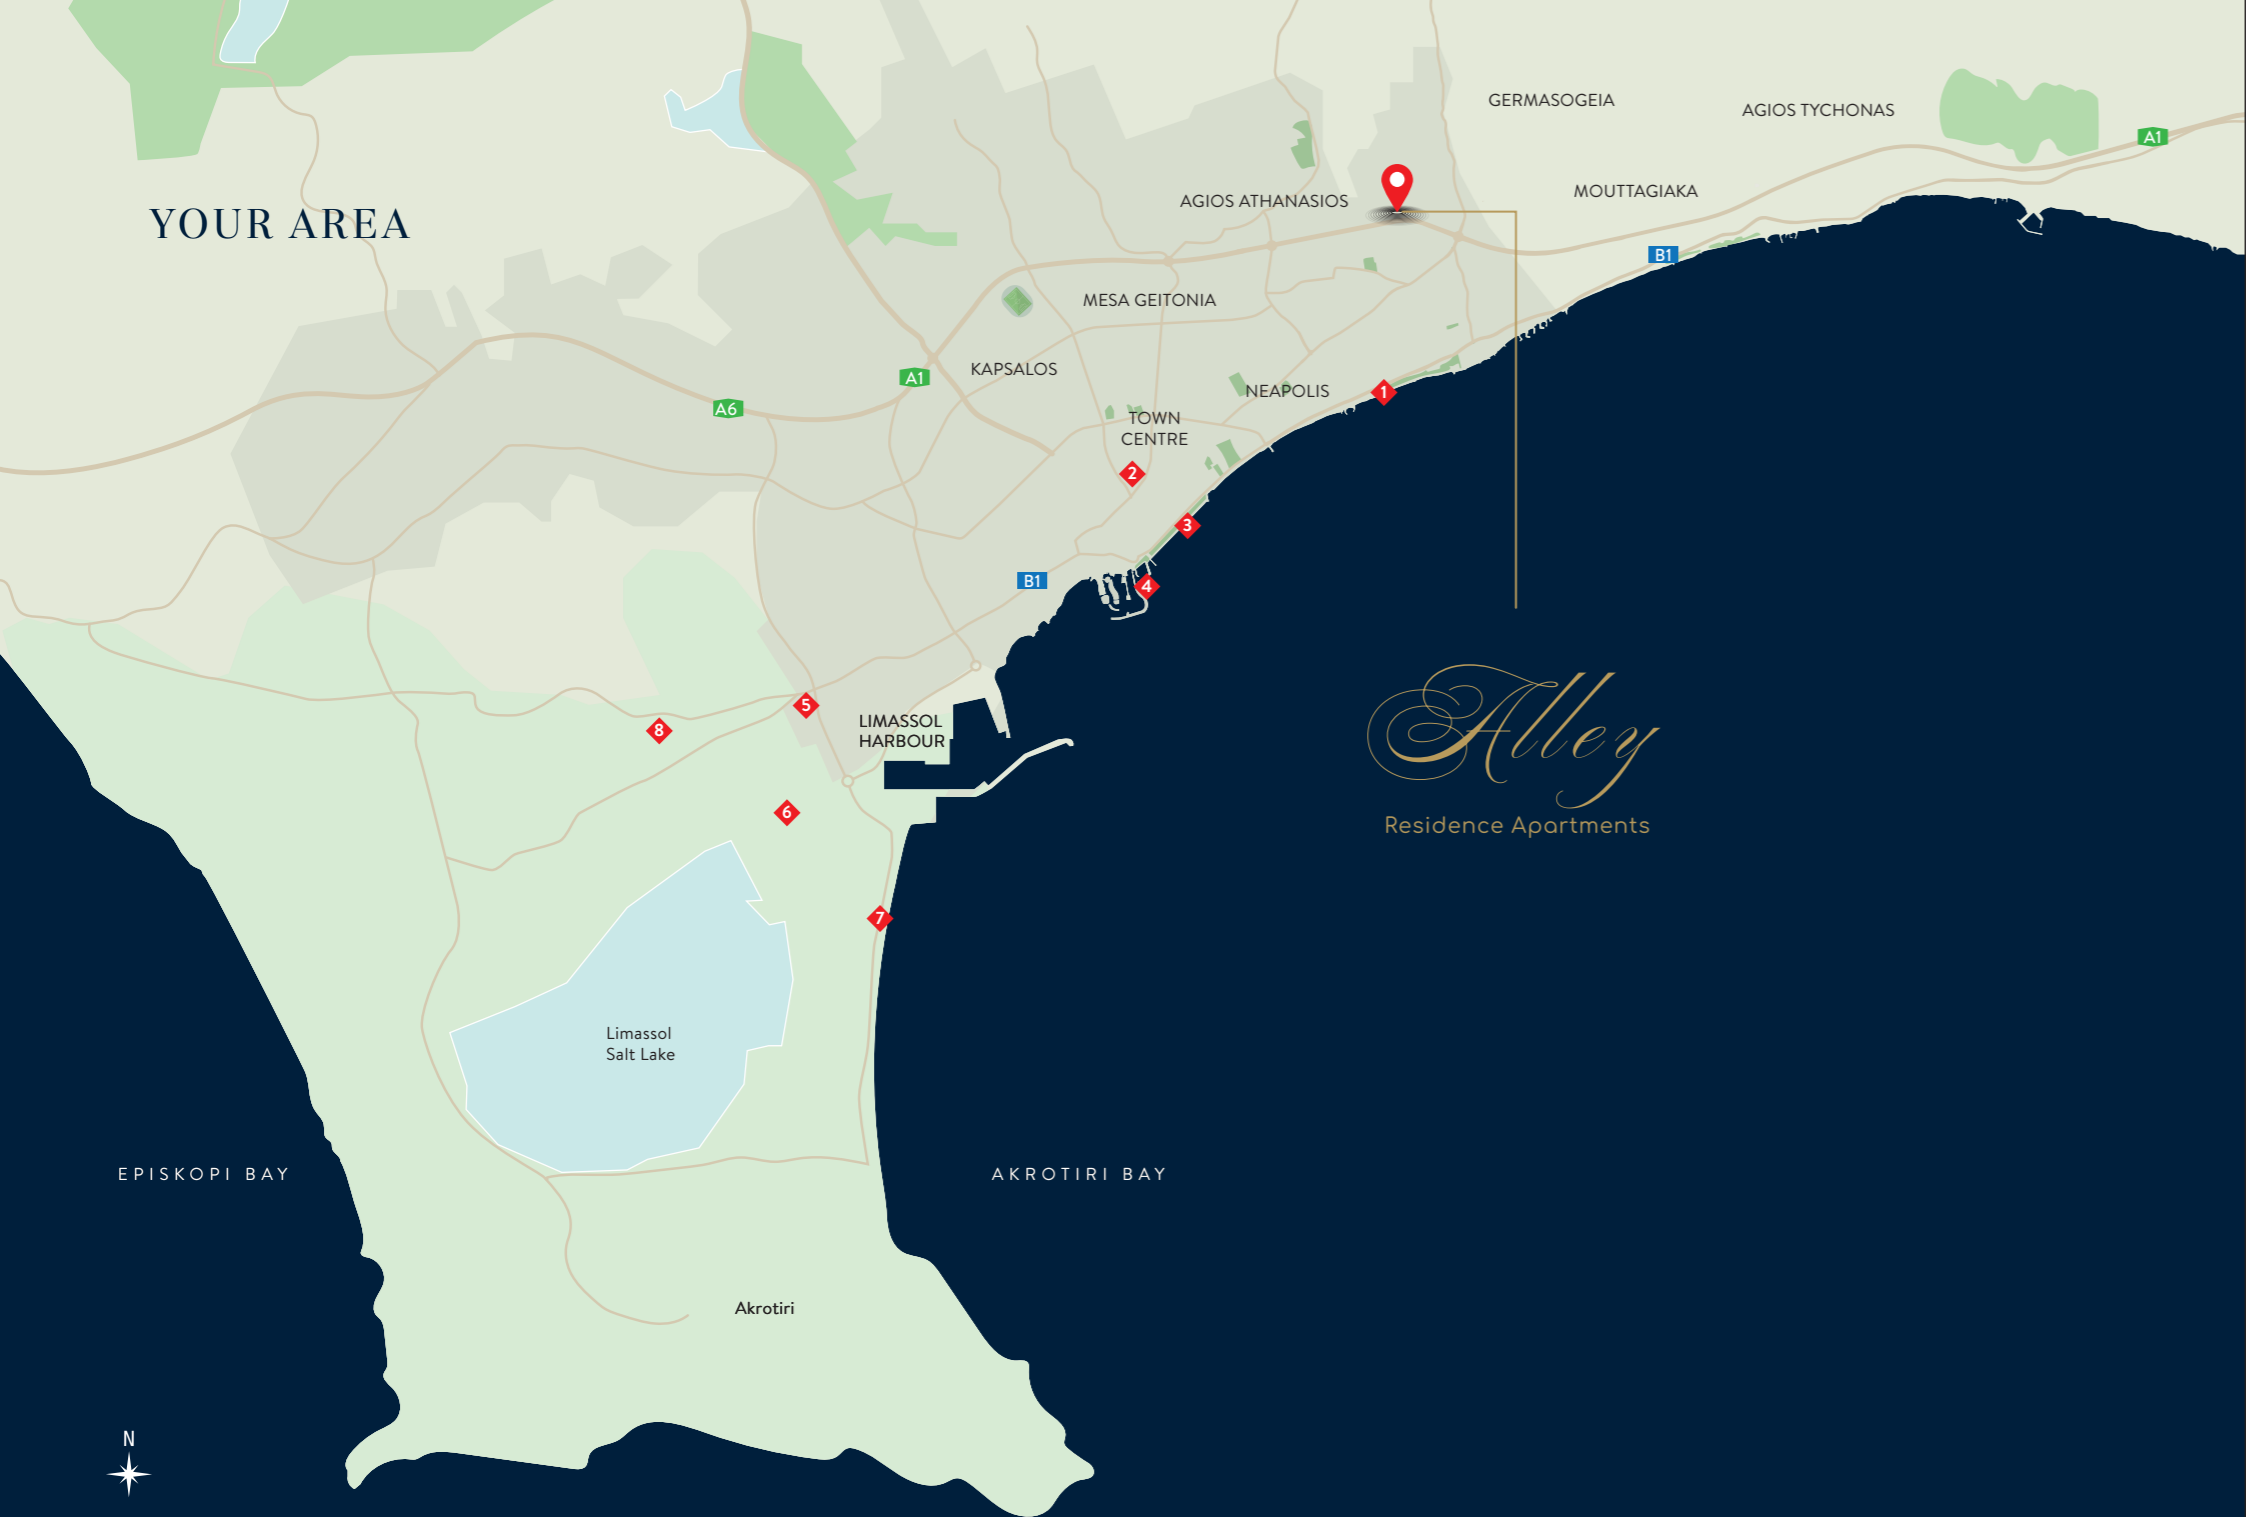 GERMASOGEIA
AGIOS TYCHONAS
A1
YOUR AREA
AGIOS ATHANASIOS
MOUTTAGIAKA
B1
MESA GEITONIA
KAPSALOS
A1
A6
NEAPOLIS
1
TOWN
CENTRE
2
3
B1
4
5
8
LIMASSOL
HARBOUR
6
7
Alley
Residence Apartments
Limassol
Salt Lake
EPISKOPI BAY
AKROTIRI BAY
Akrotiri
N